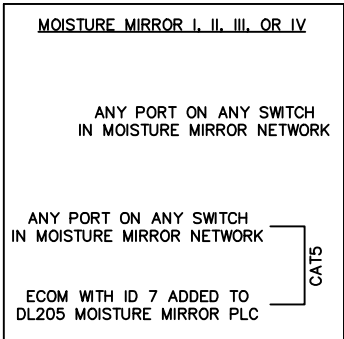 MOISTURE MIRROR I, II, III, OR IV
ANY PORT ON ANY SWITCH
IN MOISTURE MIRROR NETWORK
ANY PORT ON ANY SWITCH
IN MOISTURE MIRROR NETWORK
CAT5
ECOM WITH ID 7 ADDED TO
DL205 MOISTURE MIRROR PLC